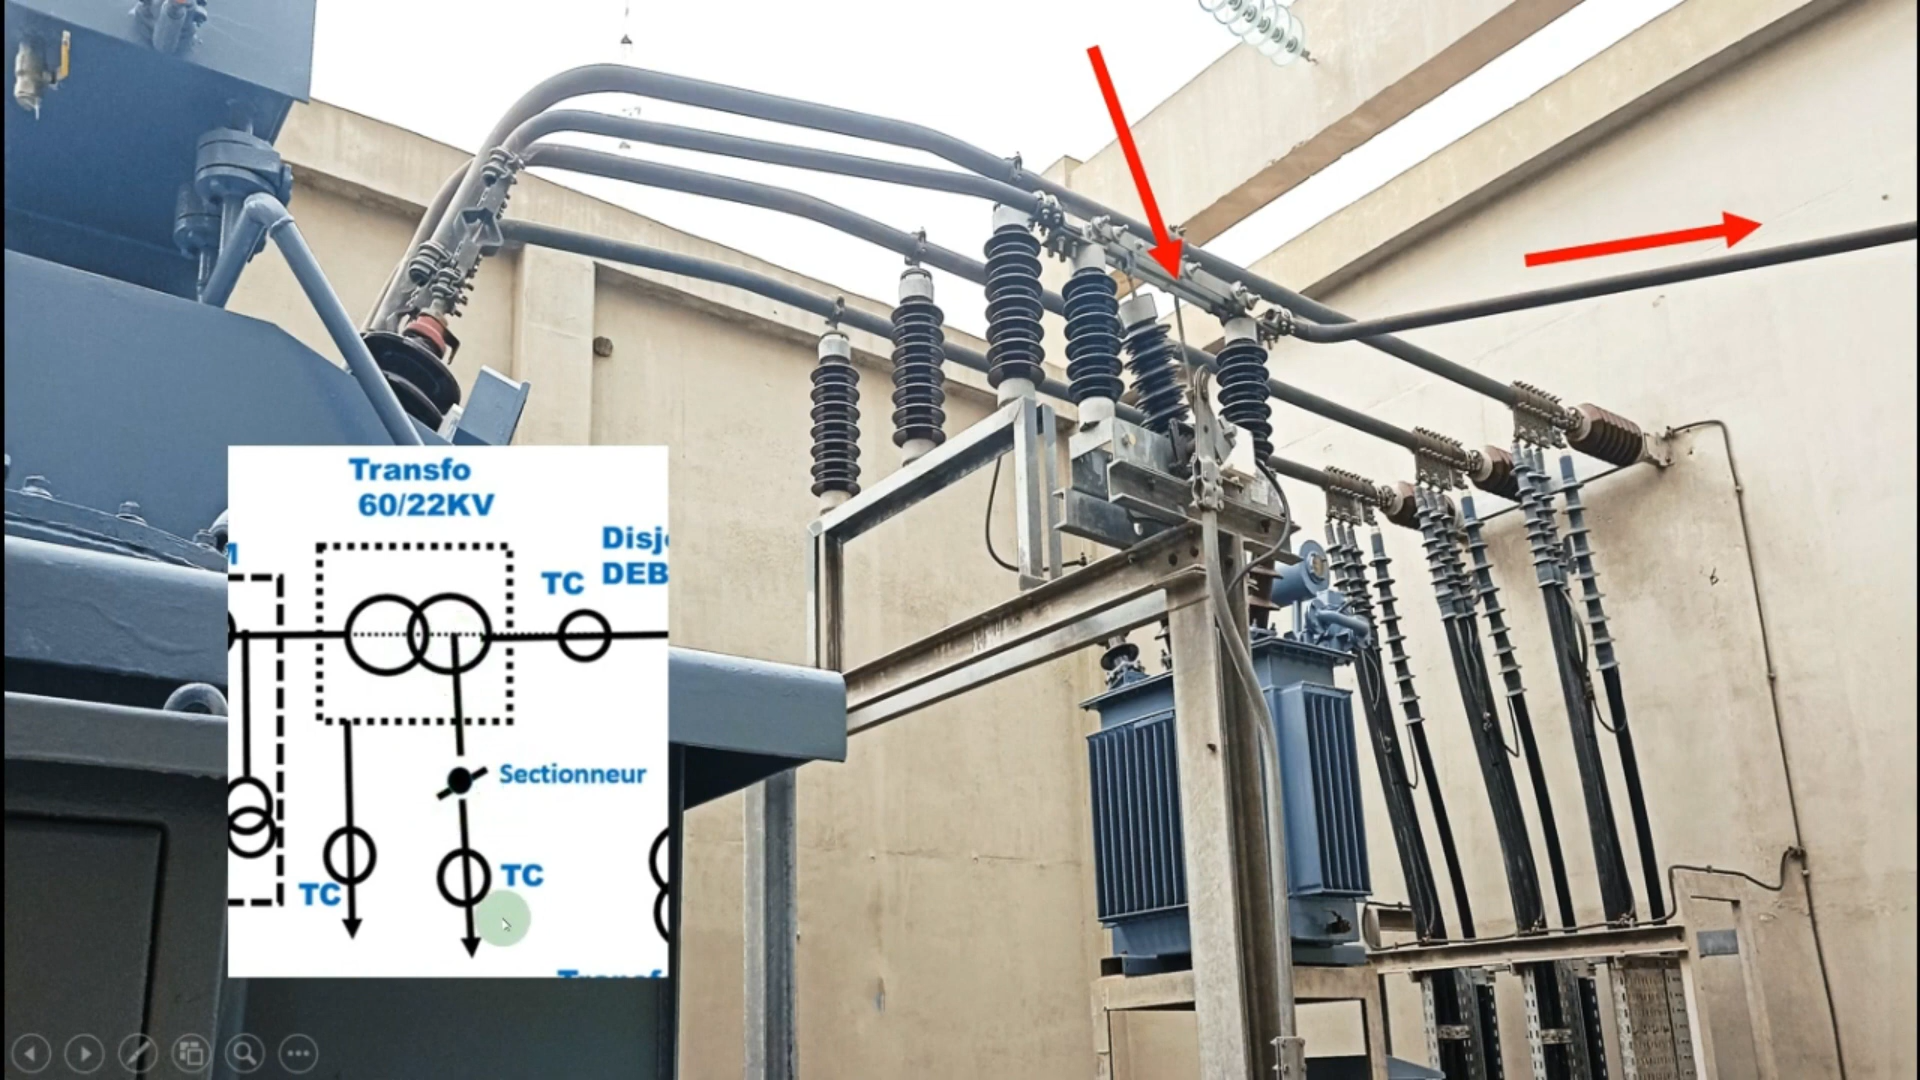 Transfo
60/22KV
Disj
DEB
TC
Sectionneur
TC
TC